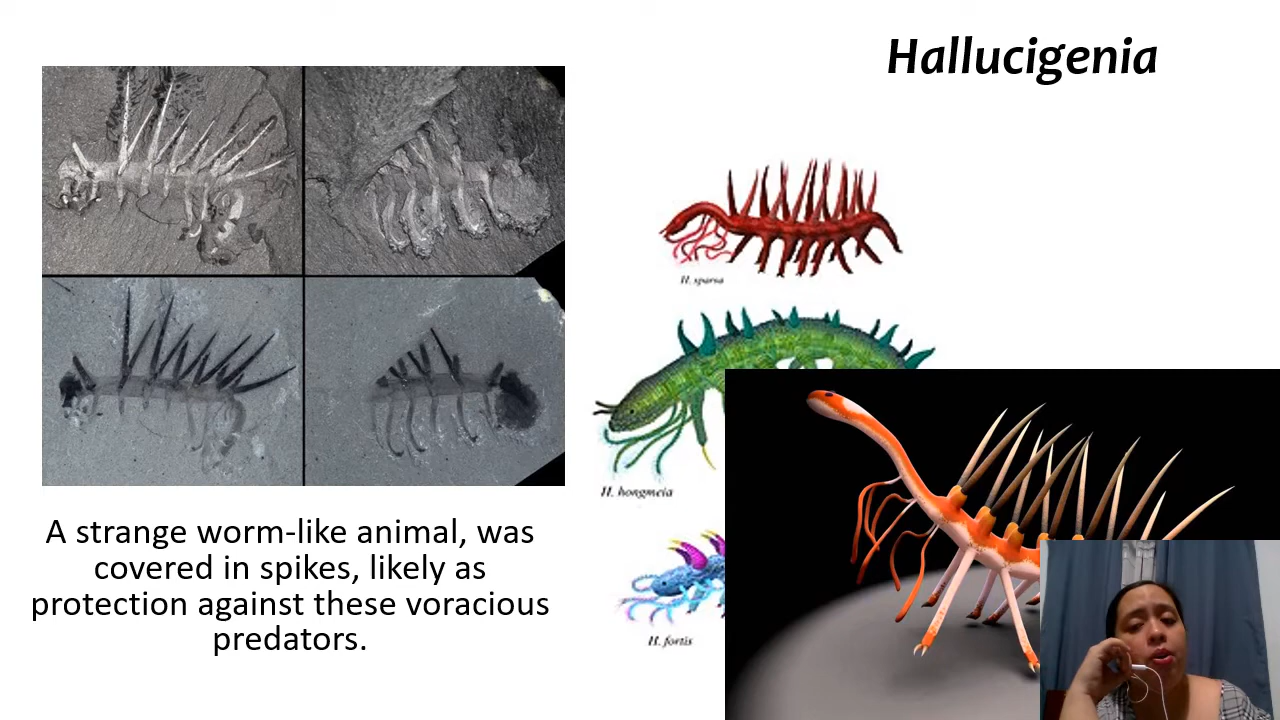 Hallucigenia
H. sparsa
H. hongmeia
H. fortis
A strange worm-like animal, was
covered in spikes, likely as
protection against these voracious
predators.